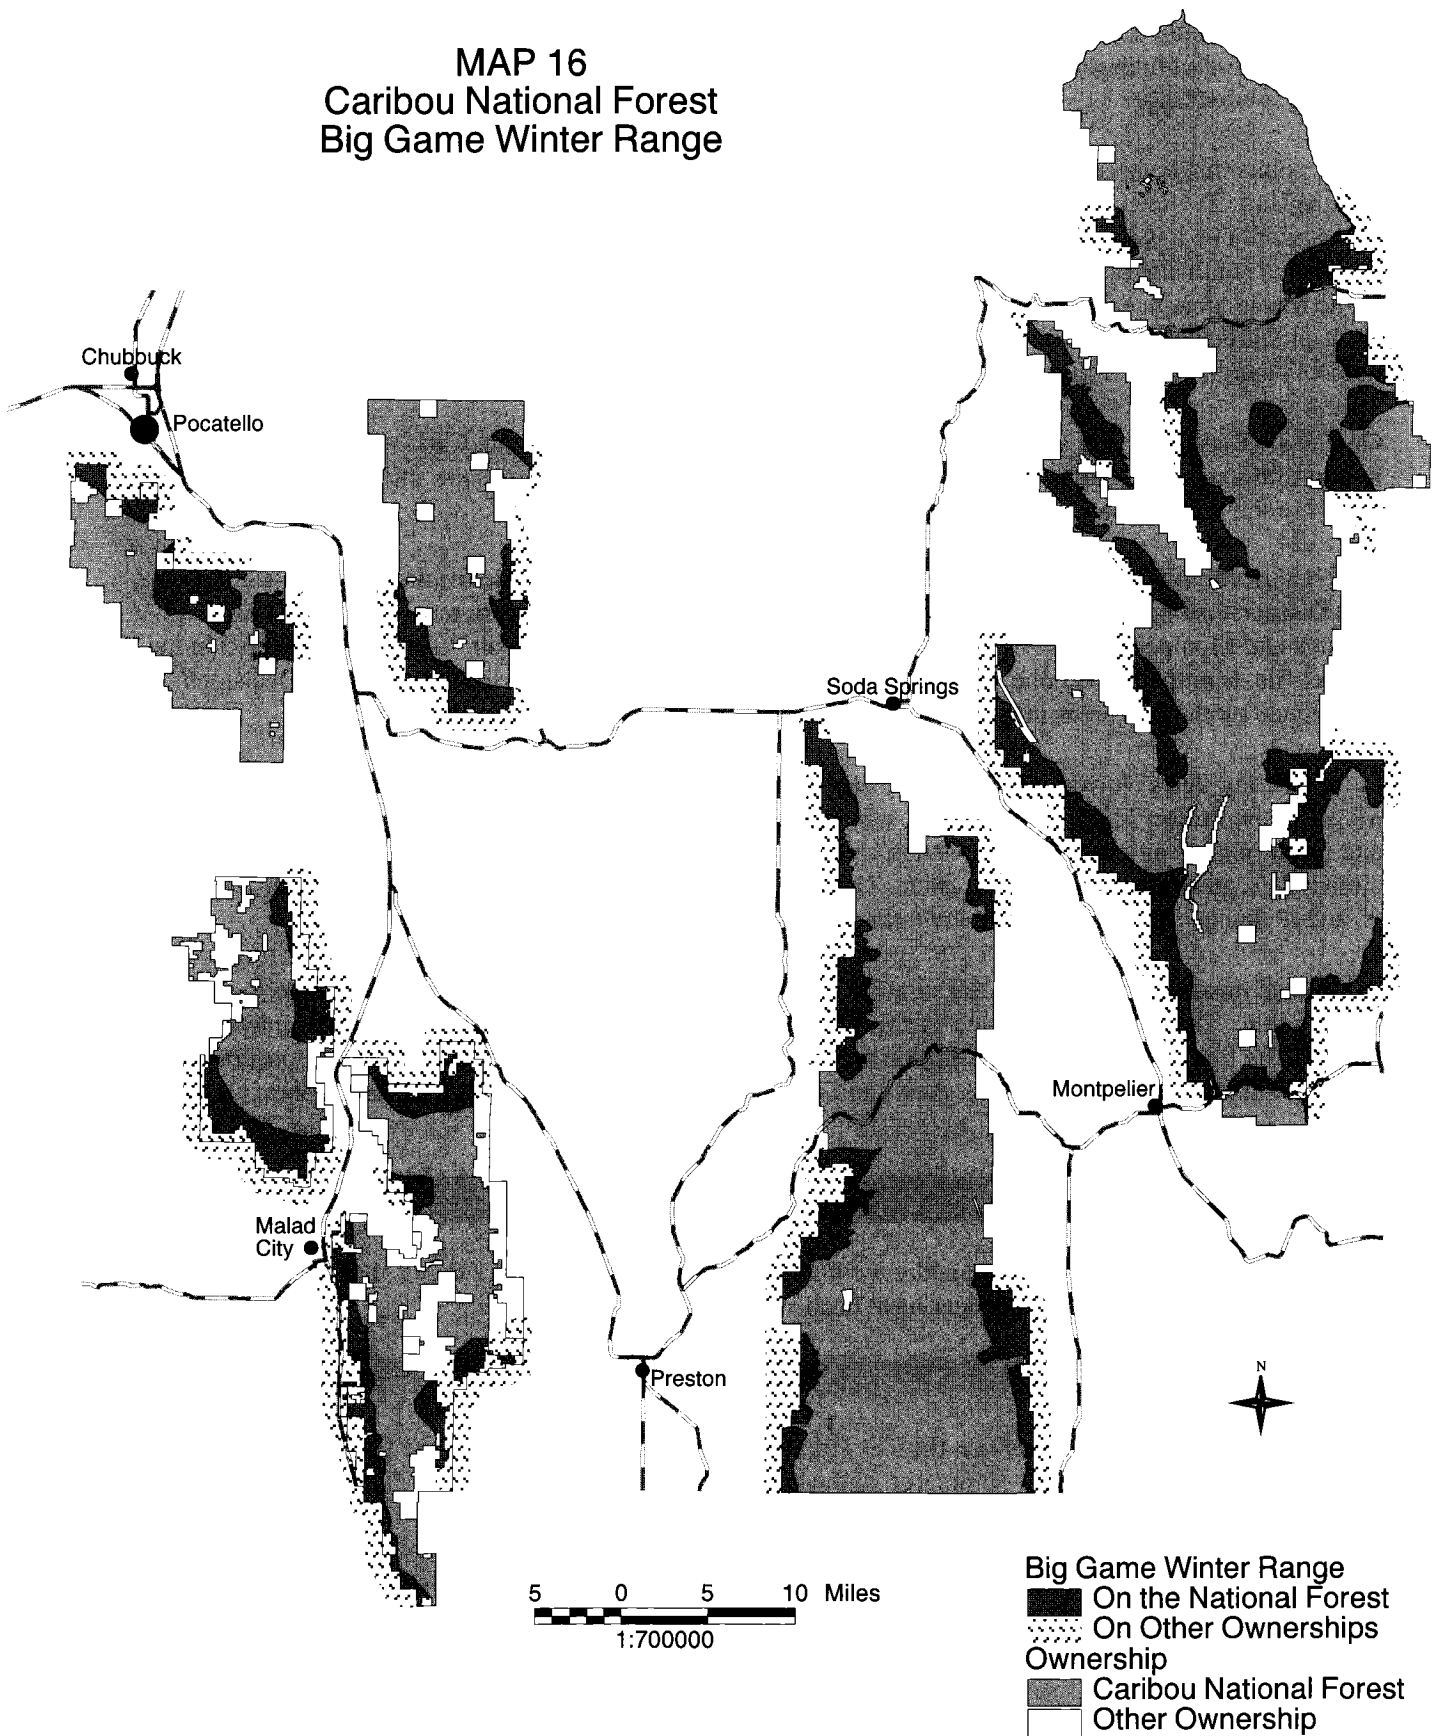 MAP 16
Caribou National Forest
Big Game Winter Range
Chubbuck
Pocatello
Soda Springs
Montpelier
Malad
City
Preston
N
5 0 5 10 Miles
1:700000
Big Game Winter Range
On the National Forest
On Other Ownerships
Ownership
Caribou National Forest
Other Ownership